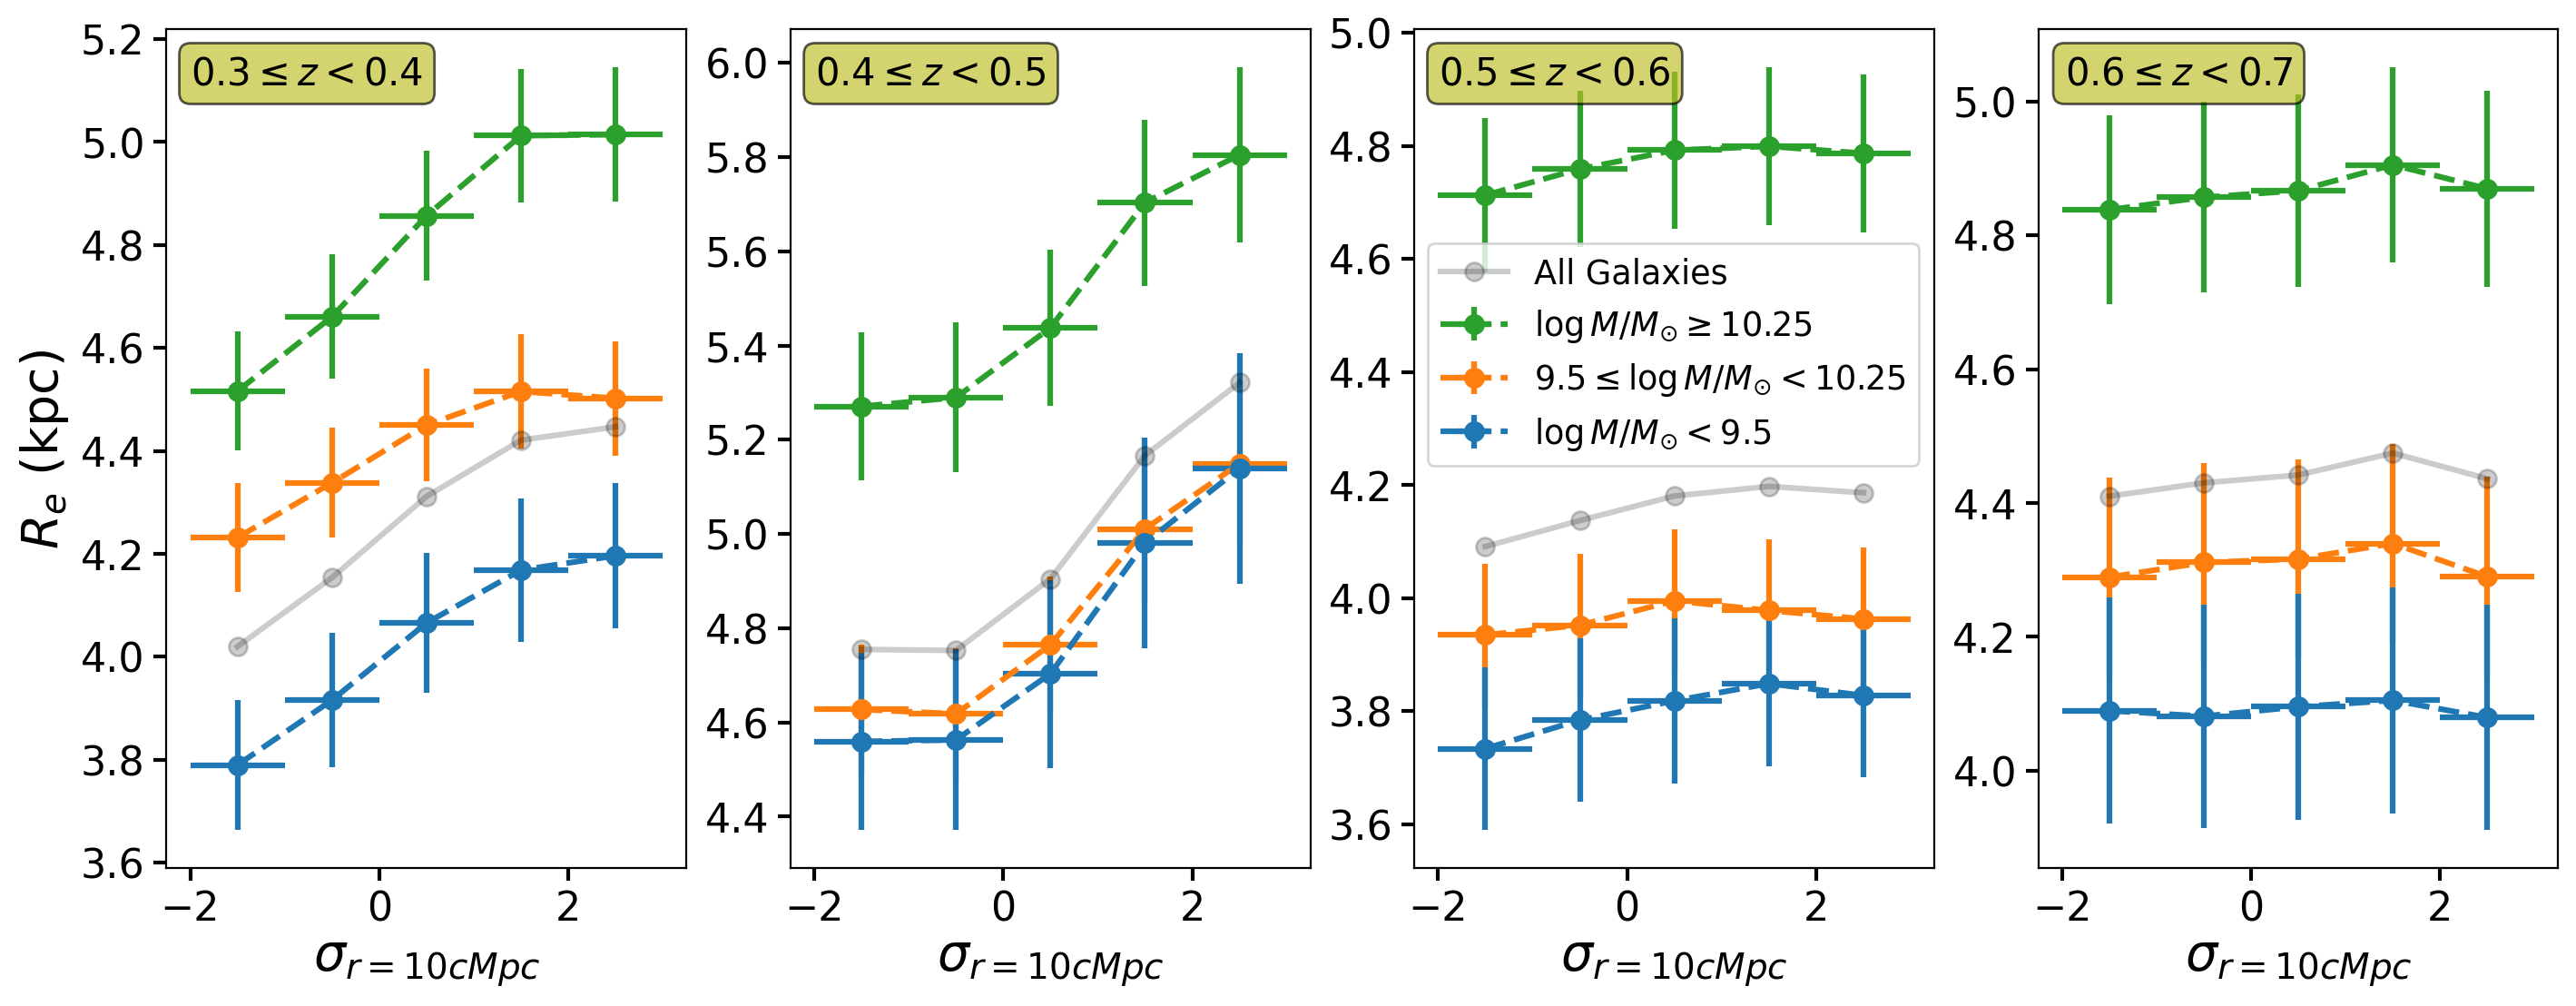 0.3 ≤ z < 0.4
5.2
5.0
4.8
4.6
4.4
4.2
4.0
3.8
3.6
R_e (kpc)
−2 0 2
σ_{r=10cMpc}
0.4 ≤ z < 0.5
6.0
5.8
5.6
5.4
5.2
5.0
4.8
4.6
4.4
−2 0 2
σ_{r=10cMpc}
0.5 ≤ z < 0.6
5.0
4.8
4.6
4.4
4.2
4.0
3.8
3.6
All Galaxies
log M/M_⊙ ≥ 10.25
9.5 ≤ log M/M_⊙ < 10.25
log M/M_⊙ < 9.5
−2 0 2
σ_{r=10cMpc}
0.6 ≤ z < 0.7
5.0
4.8
4.6
4.4
4.2
4.0
−2 0 2
σ_{r=10cMpc}